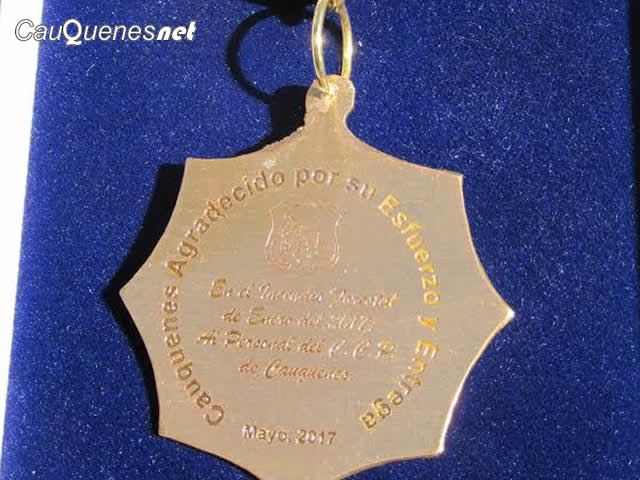 CauQuenesnet
Cauquenes Agradecido por su Esfuerzo y Entrega
En el Incendio Forestal
de Enero del 2017,
Al Personal del C.C.P.
de Cauquenes
Mayo, 2017